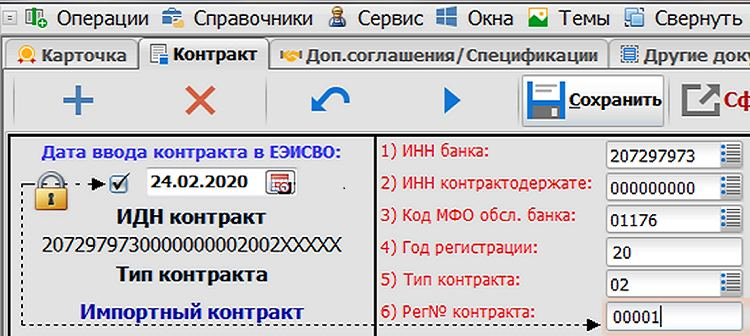 Операции Справочники Сервис Окна Темы Свернуть
Карточка Контракт Доп.соглашения/Спецификации Другие доку
Сохранить Сф
Дата ввода контракта в ЕЭИСВО:
24.02.2020
ИДН контракт
2072979730000000002002XXXXX
Тип контракта
Импортный контракт
1) ИНН банка: 207297973
2) ИНН контрактодержате: 000000000
3) Код МФО обсл. банка: 01176
4) Год регистрации: 20
5) Тип контракта: 02
6) Рег№ контракта: 00001